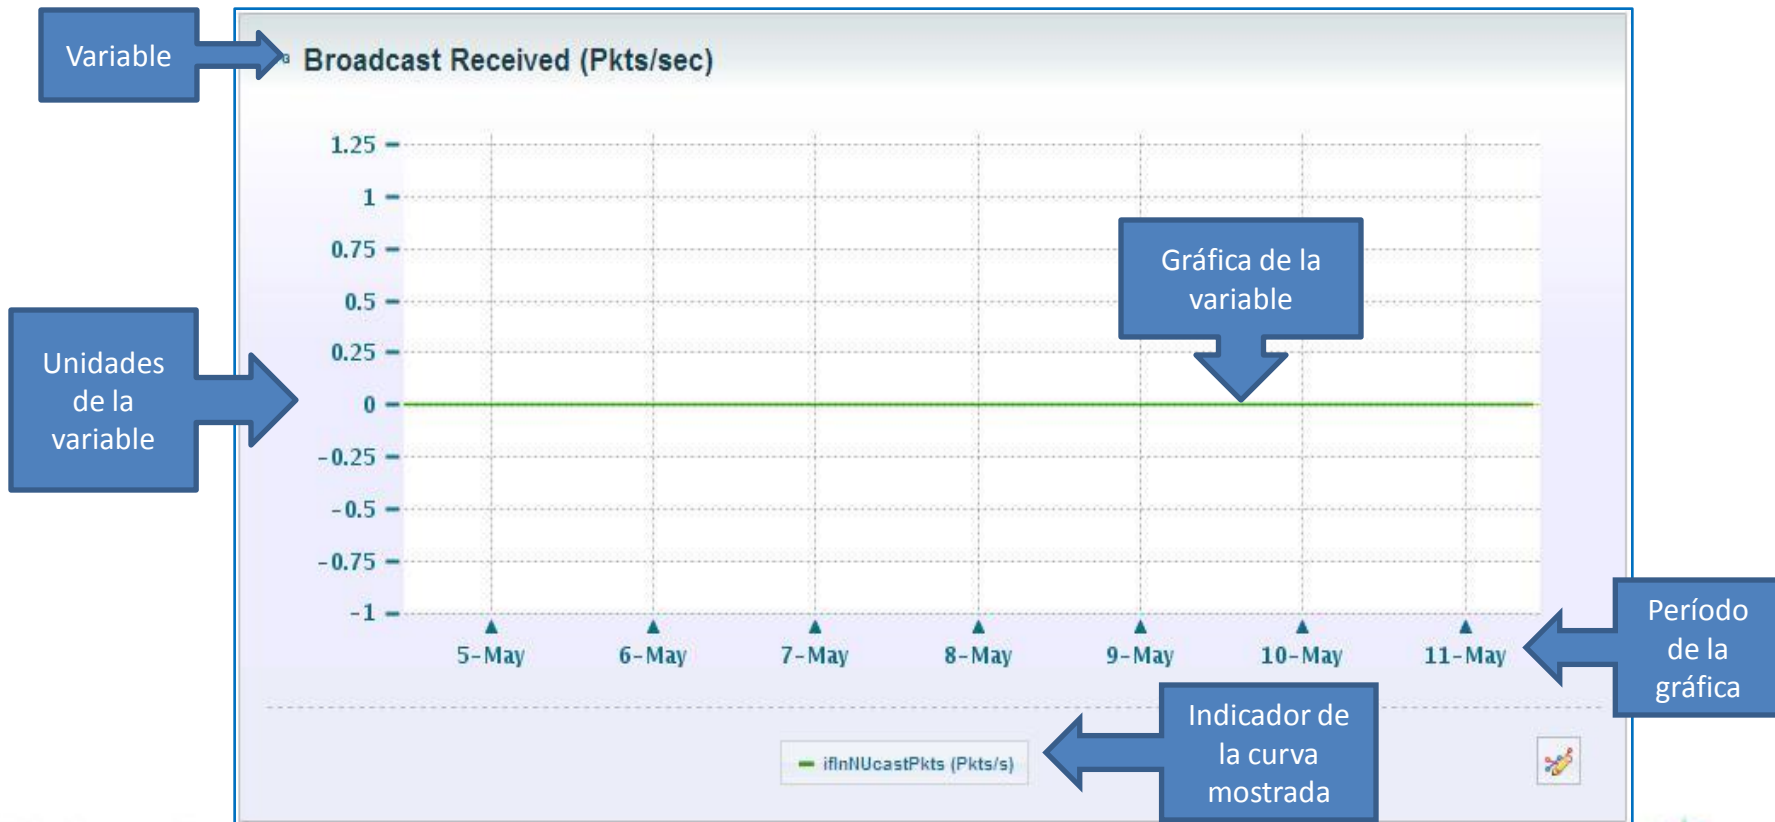 Variable
Broadcast Received (Pkts/sec)
1.25
1
0.75
0.5
0.25
0
-0.25
-0.5
-0.75
-1
Gráfica de la
variable
Unidades
de la
variable
5-May
6-May
7-May
8-May
9-May
10-May
11-May
Período
de la
gráfica
ifInNUcastPkts (Pkts/s)
Indicador de
la curva
mostrada